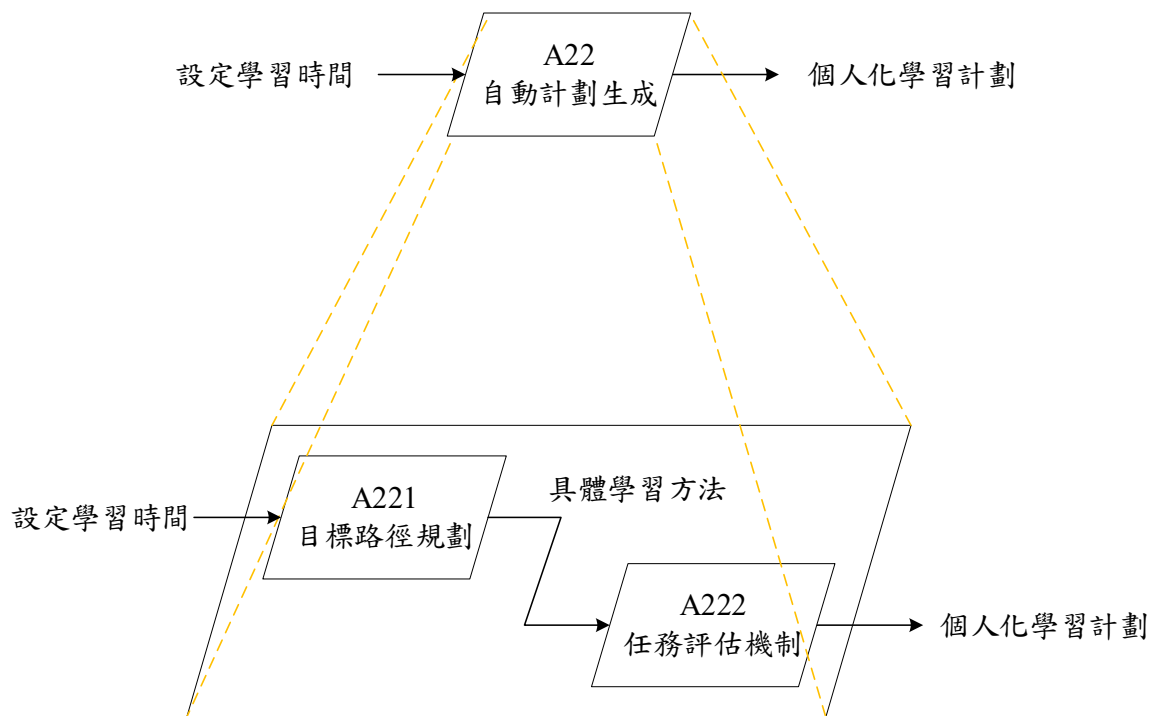 A22
設定學習時間
自動計劃生成
個人化學習計劃
A221
目標路徑規劃
具體學習方法
設定學習時間
A222
任務評估機制
個人化學習計劃